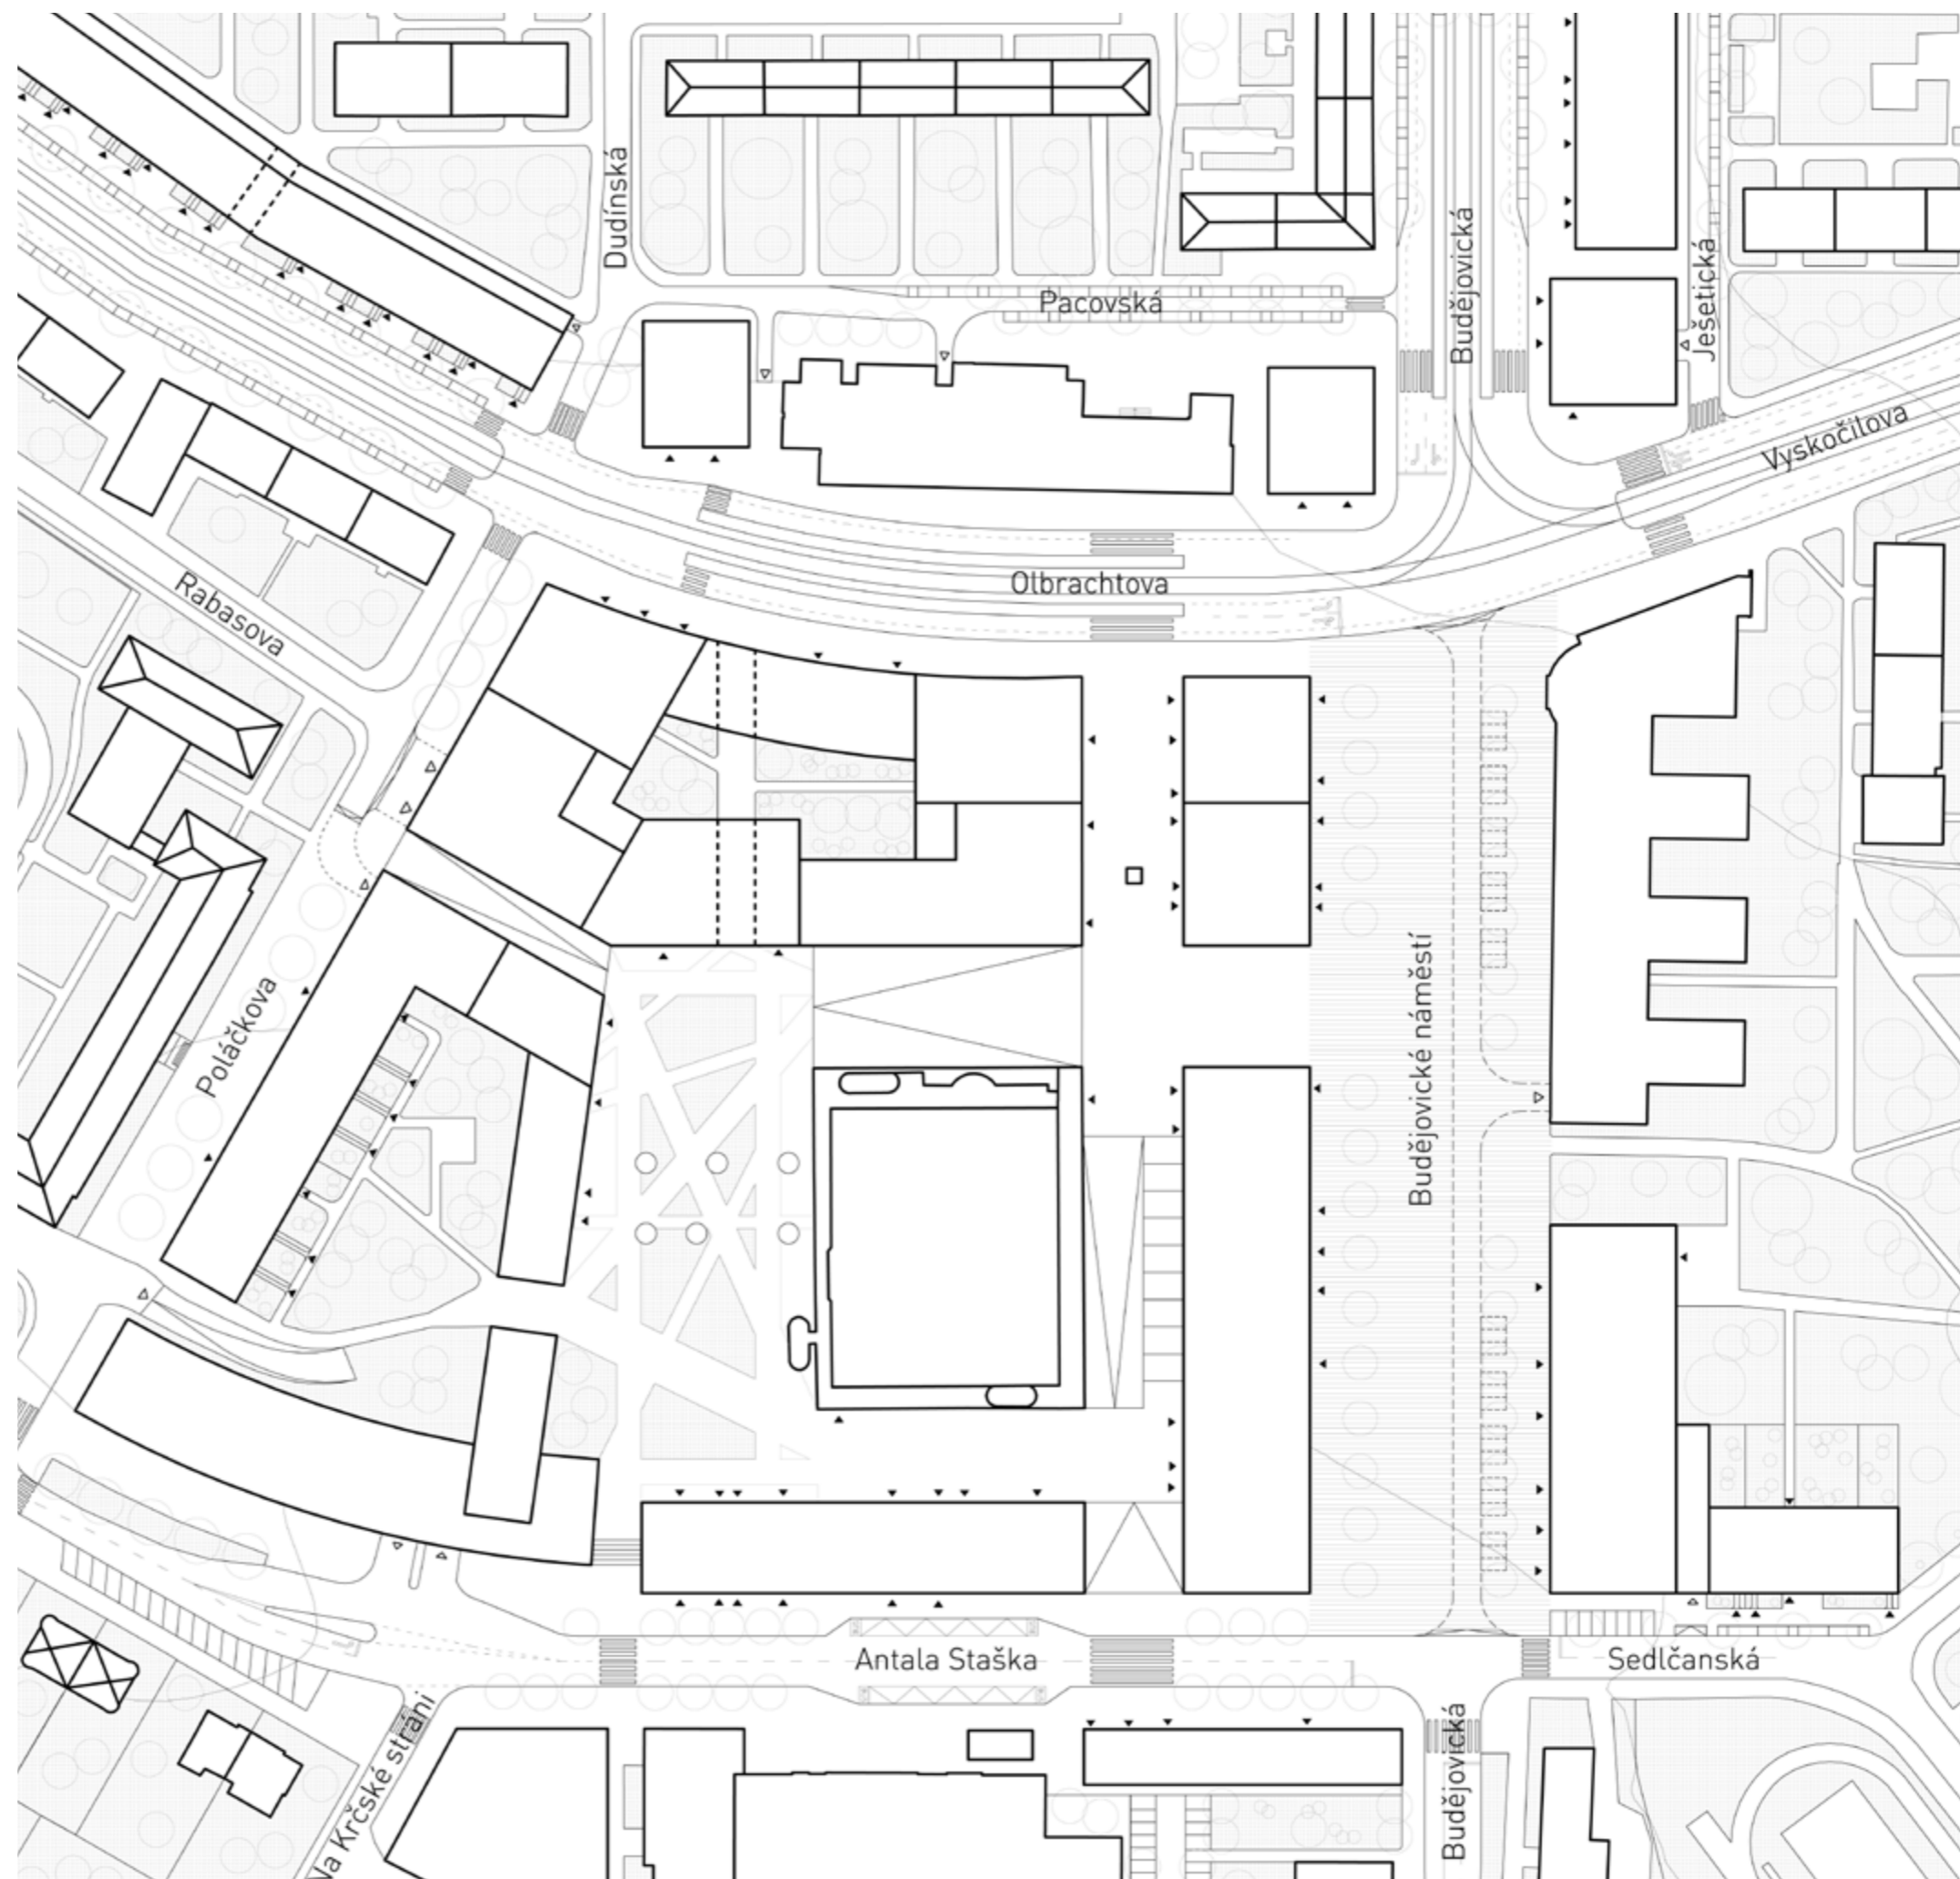 Dudínská
Pacovská
Budějovická
Ješetická
Vyskočilova
Olbrachtova
Rabasova
Poláčkova
Budějovické náměstí
Antala Staška
Sedlčanská
Na Krčské stráni
Budějovická